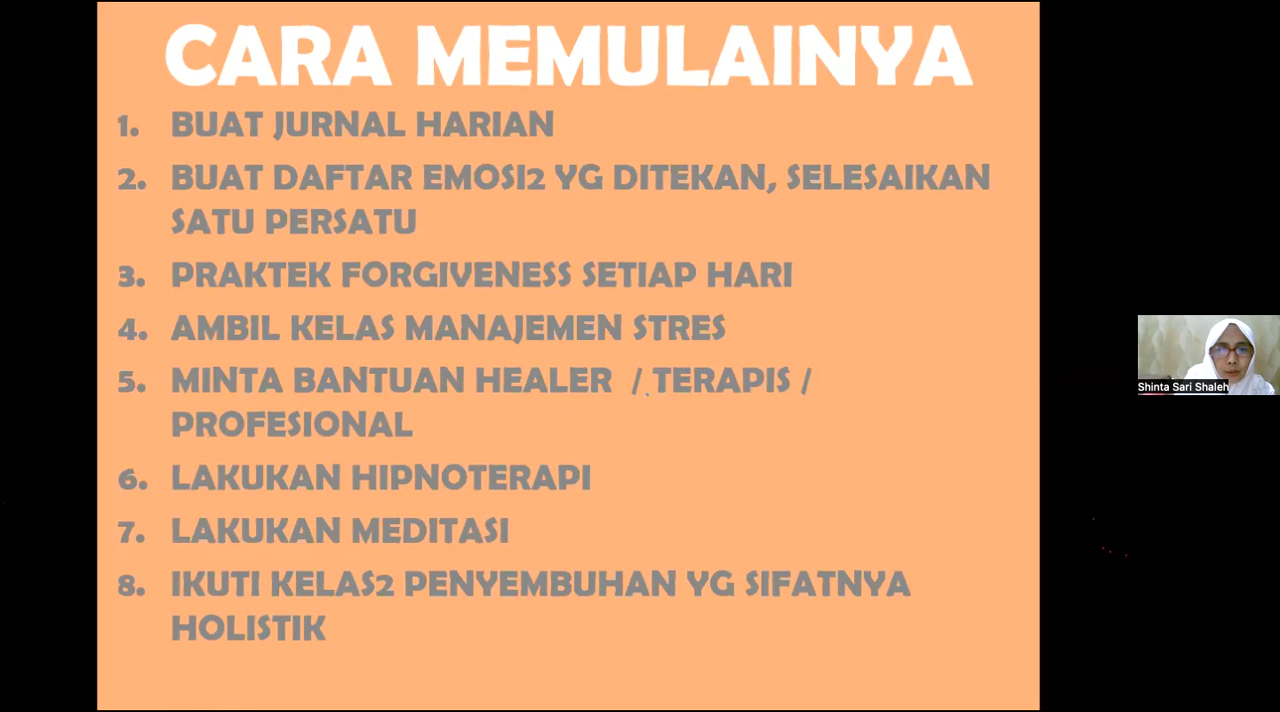 CARA MEMULAINYA
1. BUAT JURNAL HARIAN
2. BUAT DAFTAR EMOSI2 YG DITEKAN, SELESAIKAN
SATU PERSATU
3. PRAKTEK FORGIVENESS SETIAP HARI
4. AMBIL KELAS MANAJEMEN STRES
5. MINTA BANTUAN HEALER / TERAPIS /
PROFESIONAL
6. LAKUKAN HIPNOTERAPI
7. LAKUKAN MEDITASI
8. IKUTI KELAS2 PENYEMBUHAN YG SIFATNYA
HOLISTIK
Shinta Sari Shaleh